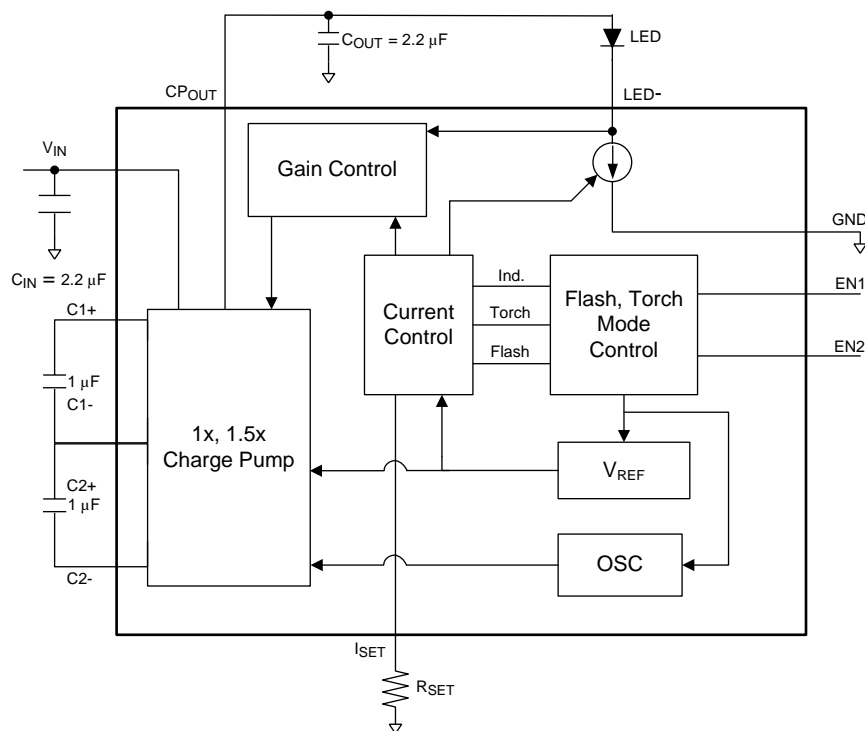 C_OUT = 2.2 μF
LED
CP_OUT
LED-
V_IN
Gain Control
GND
C_IN = 2.2 μF
Ind.
EN1
C1+
Current
Control
Torch
Flash, Torch
Mode
Control
Flash
EN2
1 μF
C1-
1x, 1.5x
Charge Pump
V_REF
C2+
1 μF
OSC
C2-
I_SET
R_SET